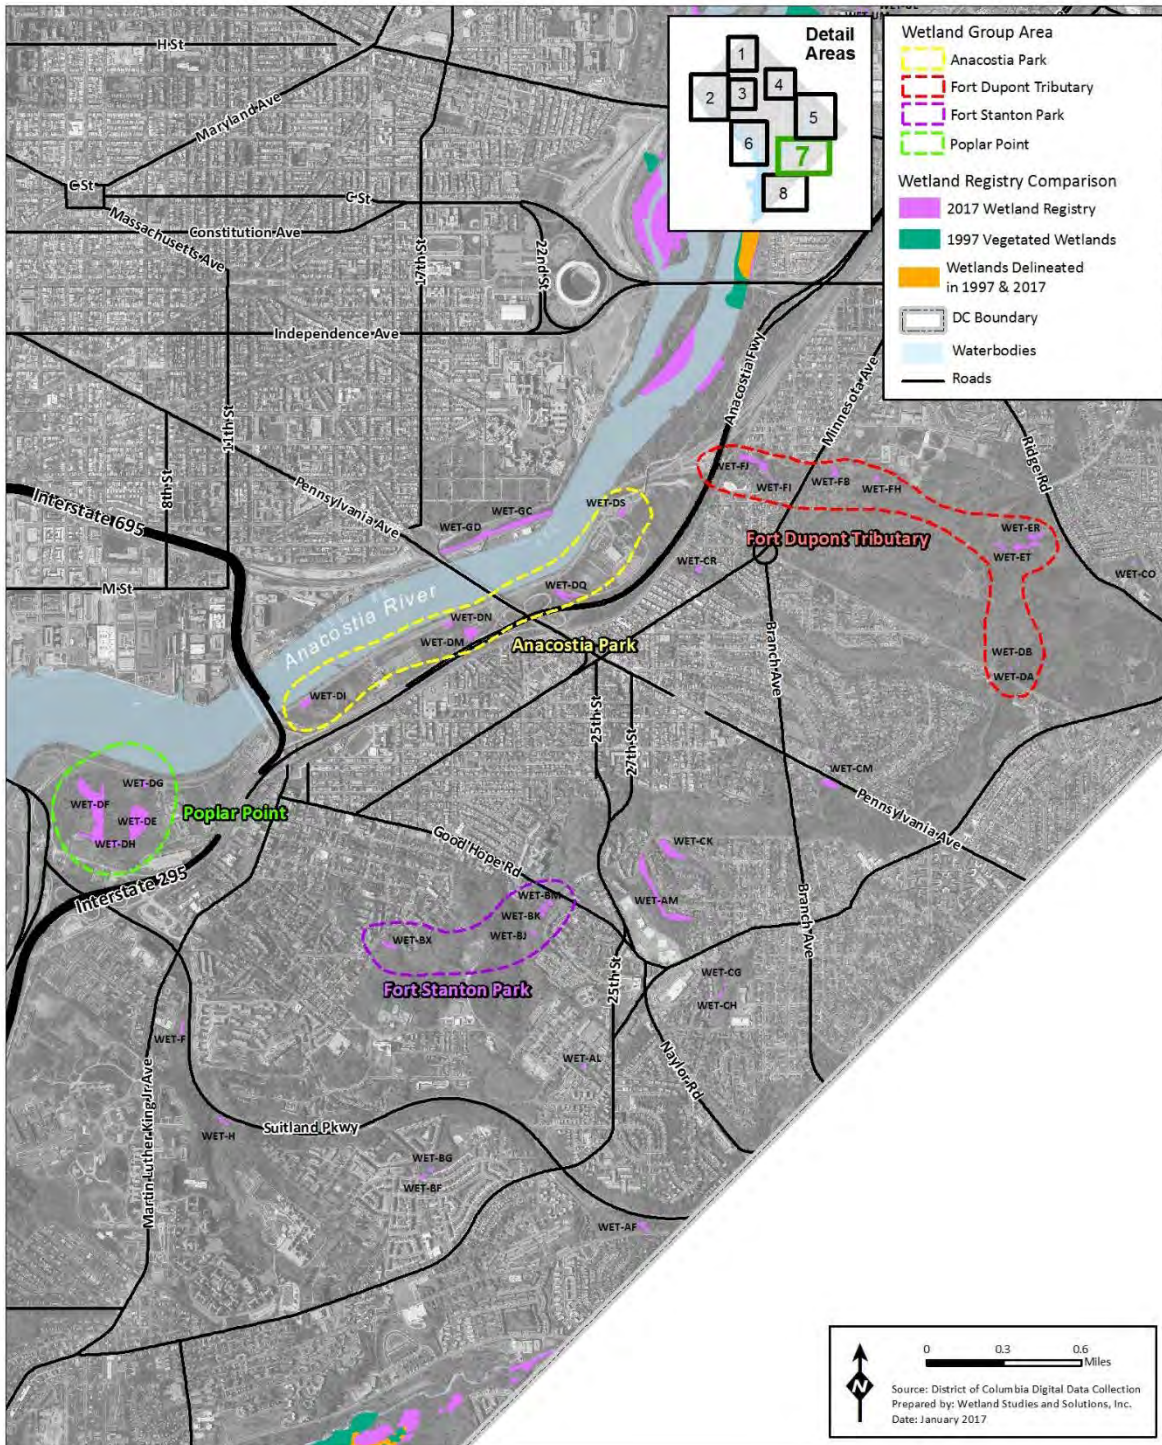 WET-UM
H St
Maryland Ave
C St
Massachusetts Ave
C St
Constitution Ave
17th St
22nd St
Independence Ave
11th St
8th St
Pennsylvania Ave
Interstate 695
M St
Anacostia River
Anacostia Fwy
Minnesota Ave
Ridge Rd
WET-GD
WET-GC
WET-DS
WET-DQ
WET-DN
WET-DM
WET-DI
Anacostia Park
WET-CR
WET-FJ
WET-FI
WET-FB
WET-FH
WET-ER
WET-ET
Fort Dupont Tributary
WET-CO
WET-DB
WET-DA
Branch Ave
25th St
27th St
WET-CM
Pennsylvania Ave
WET-DG
WET-DF
WET-DE
WET-DH
Poplar Point
Interstate 295
Good Hope Rd
WET-CK
WET-AM
WET-BM
WET-BK
WET-BJ
WET-BX
Fort Stanton Park
Branch Ave
25th St
WET-CG
WET-CH
Naylor Rd
WET-AL
WET-F
Martin Luther King Jr Ave
WET-H
Suitland Pkwy
WET-BG
WET-BF
WET-AF
Detail
Areas
1
2
3
4
5
6
7
8
Wetland Group Area
Anacostia Park
Fort Dupont Tributary
Fort Stanton Park
Poplar Point
Wetland Registry Comparison
2017 Wetland Registry
1997 Vegetated Wetlands
Wetlands Delineated
in 1997 & 2017
DC Boundary
Waterbodies
Roads
N
0 0.3 0.6
Miles
Source: District of Columbia Digital Data Collection
Prepared by: Wetland Studies and Solutions, Inc.
Date: January 2017